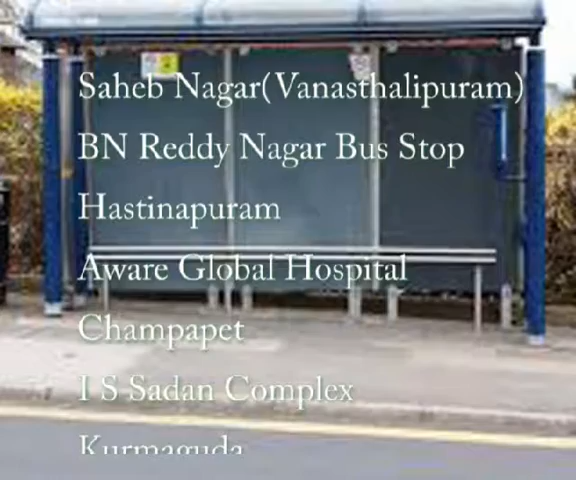 Saheb Nagar(Vanasthalipuram)
BN Reddy Nagar Bus Stop
Hastinapuram
Aware Global Hospital
Champapet
I S Sadan Complex
Kurmaguda